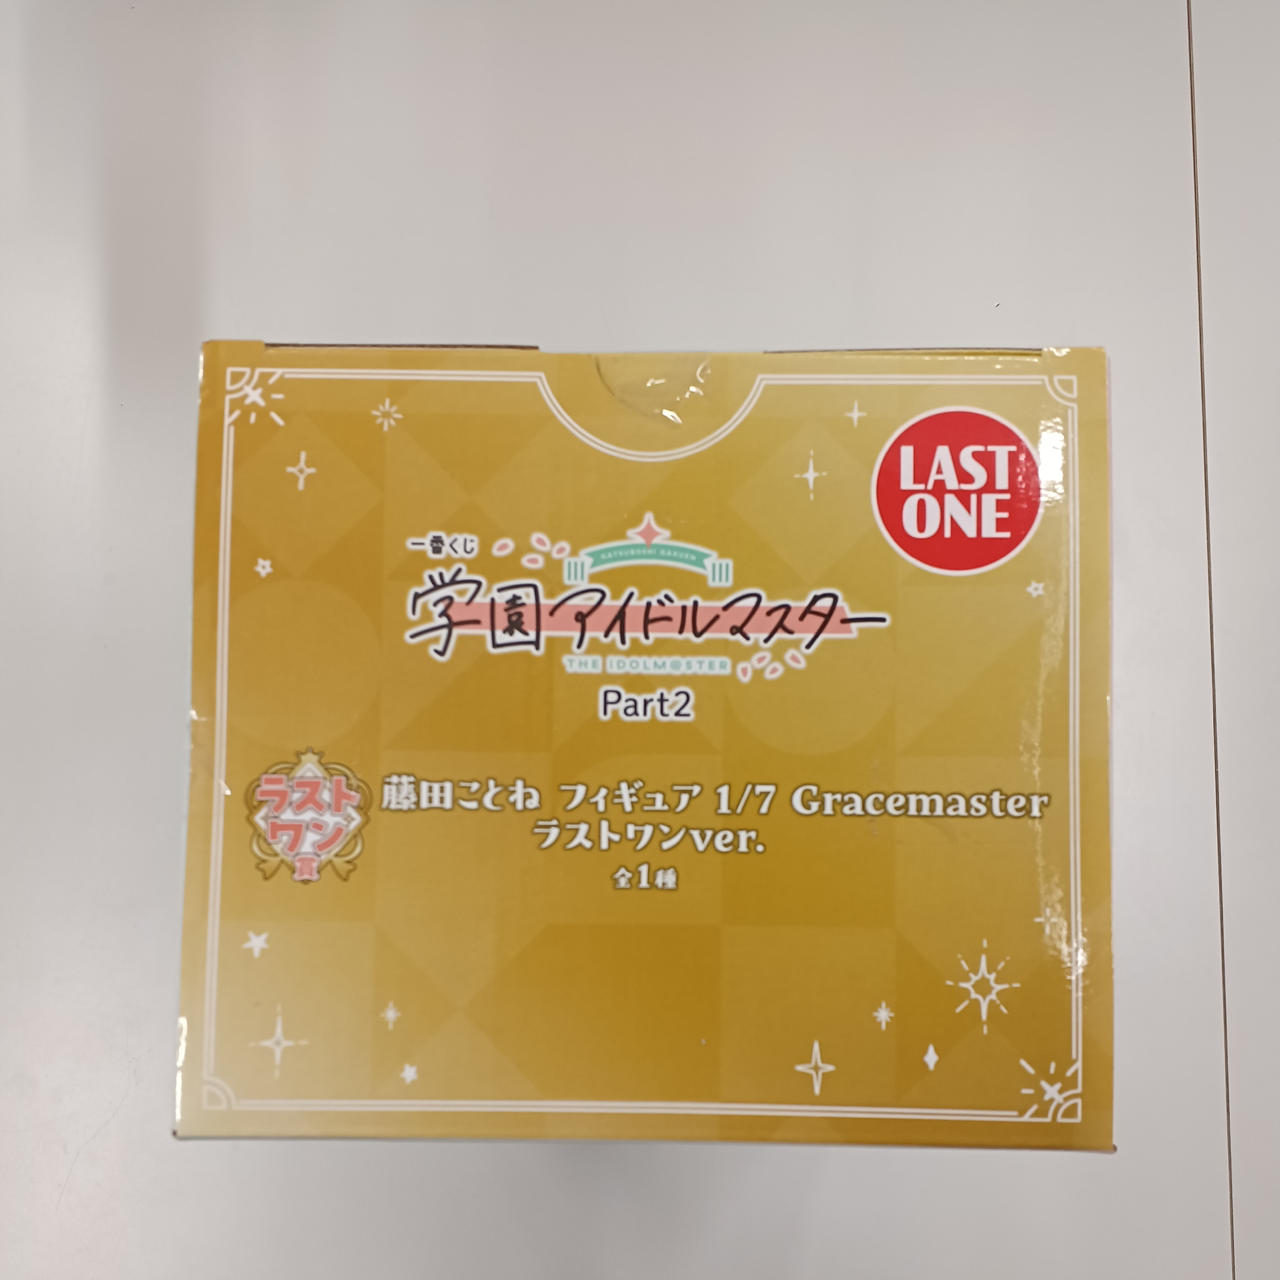 LAST
ONE
一番くじ
HATSUBOSHI GAKUEN
学園アイドルマスター
THE IDOLM@STER
Part2
ラスト
ワン
賞
藤田ことね フィギュア 1/7 Gracemaster
ラストワンver.
全1種